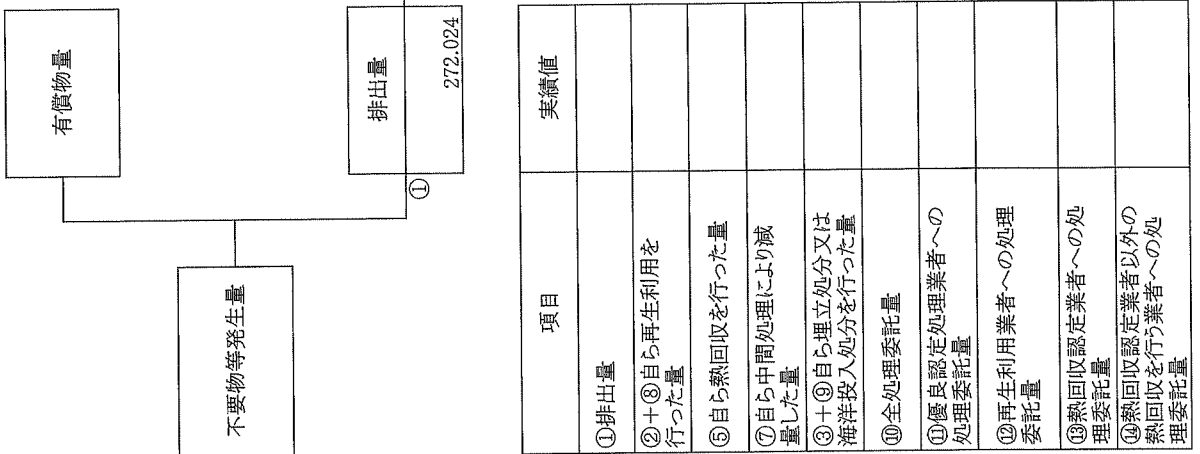 有償物量
不要物等発生量
①
排出量
272.024
項目
実績値
①排出量
②+⑧自ら再生利用を
行った量
⑤自ら熱回収を行った量
⑦自ら中間処理により減
量した量
③+⑨自ら埋立処分又は
海洋投入処分を行った量
⑩全処理委託量
⑪優良認定処理業者への
処理委託量
⑫再生利用業者への処理
委託量
⑬熱回収認定業者への処
理委託量
⑭熱回収認定業者以外の
熱回収を行う業者への処
理委託量